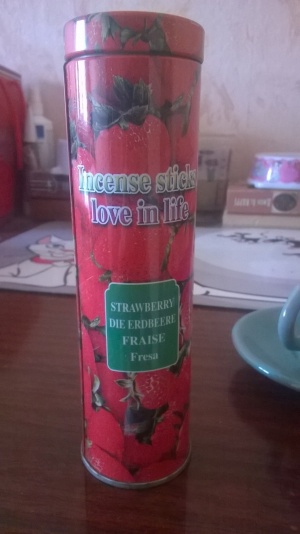 Incense sticks
love in life
STRAWBERRY/
DIE ERDBEERE
FRAISE
Fresa